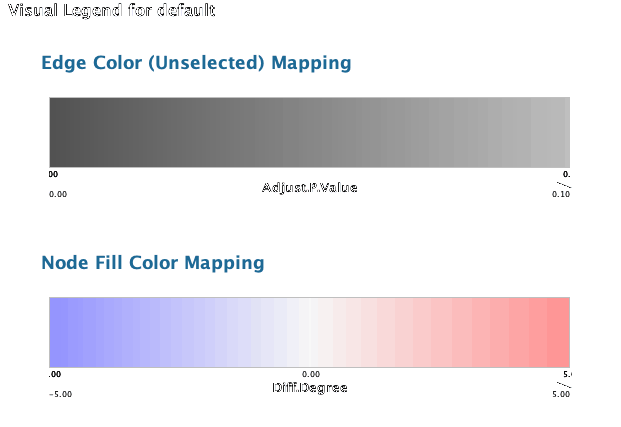 Visual Legend for default
Edge Color (Unselected) Mapping
00 0.
Adjust.P.Value
0.00 0.10
Node Fill Color Mapping
.00 0.00 5.
Diff.Degree
-5.00 5.00